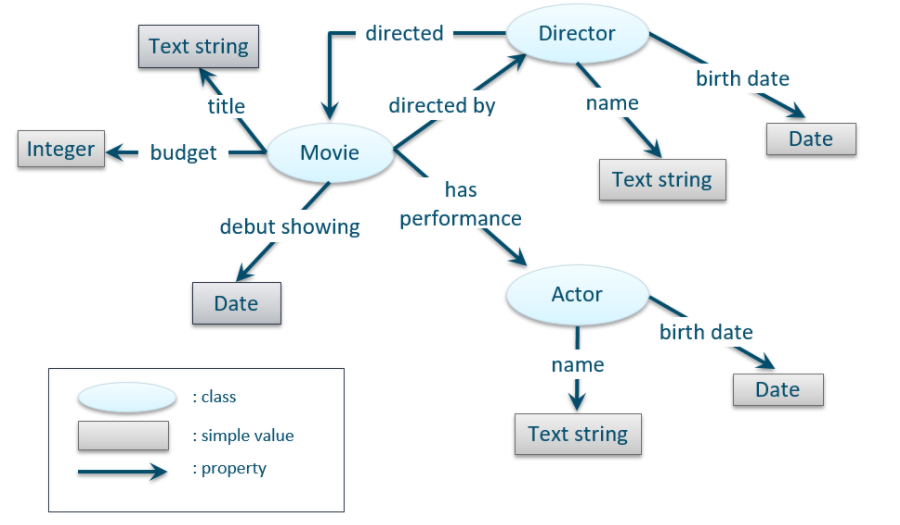 directed
Director
Text string
birth date
title
directed by
name
Date
Integer
budget
Movie
Text string
has
performance
debut showing
Date
Actor
birth date
name
Date
Text string
: class
: simple value
: property